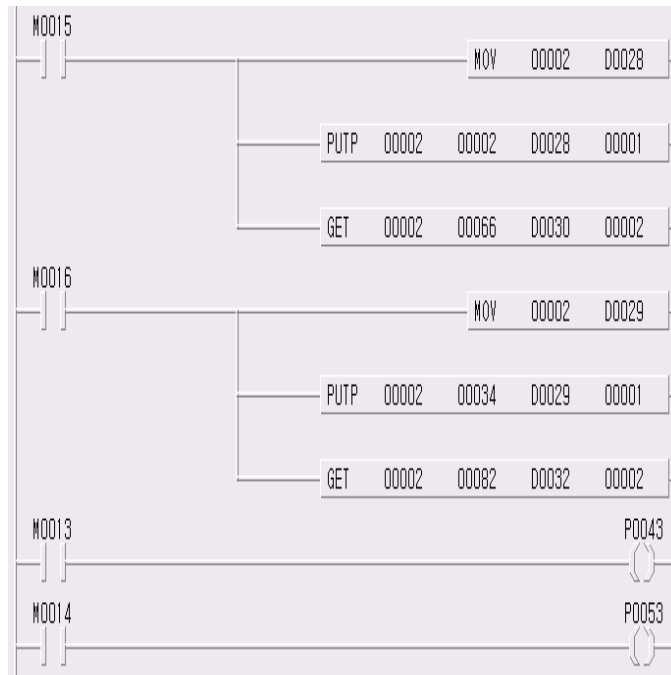 M0015
MOV 00002 D0028
PUTP 00002 00002 D0028 00001
GET 00002 00066 D0030 00002
M0016
MOV 00002 D0029
PUTP 00002 00034 D0029 00001
GET 00002 00082 D0032 00002
M0013 P0043
M0014 P0053